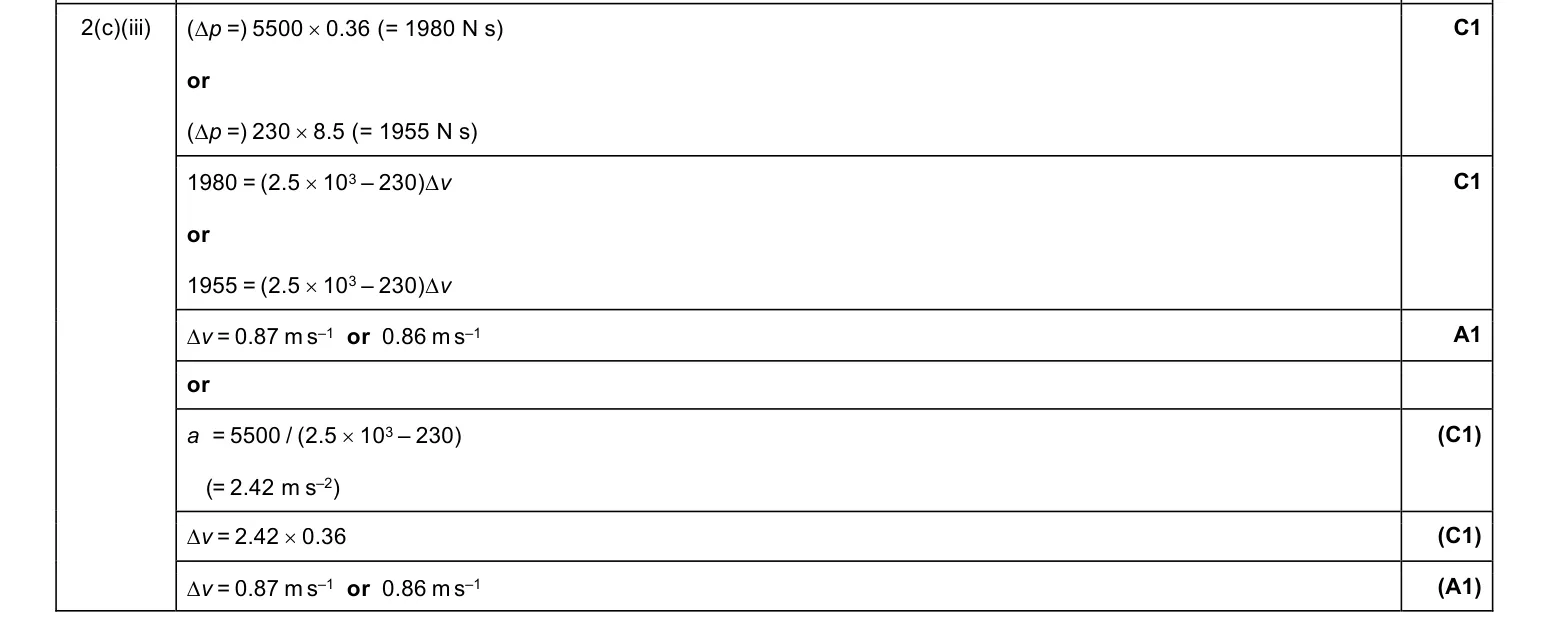 2(c)(iii) (Δp =) 5500 × 0.36 (= 1980 N s) C1
or
(Δp =) 230 × 8.5 (= 1955 N s)
1980 = (2.5 × 10³ – 230)Δv C1
or
1955 = (2.5 × 10³ – 230)Δv
Δv = 0.87 m s⁻¹ or 0.86 m s⁻¹ A1
or
a = 5500 / (2.5 × 10³ – 230) (C1)
(= 2.42 m s⁻²)
Δv = 2.42 × 0.36 (C1)
Δv = 0.87 m s⁻¹ or 0.86 m s⁻¹ (A1)